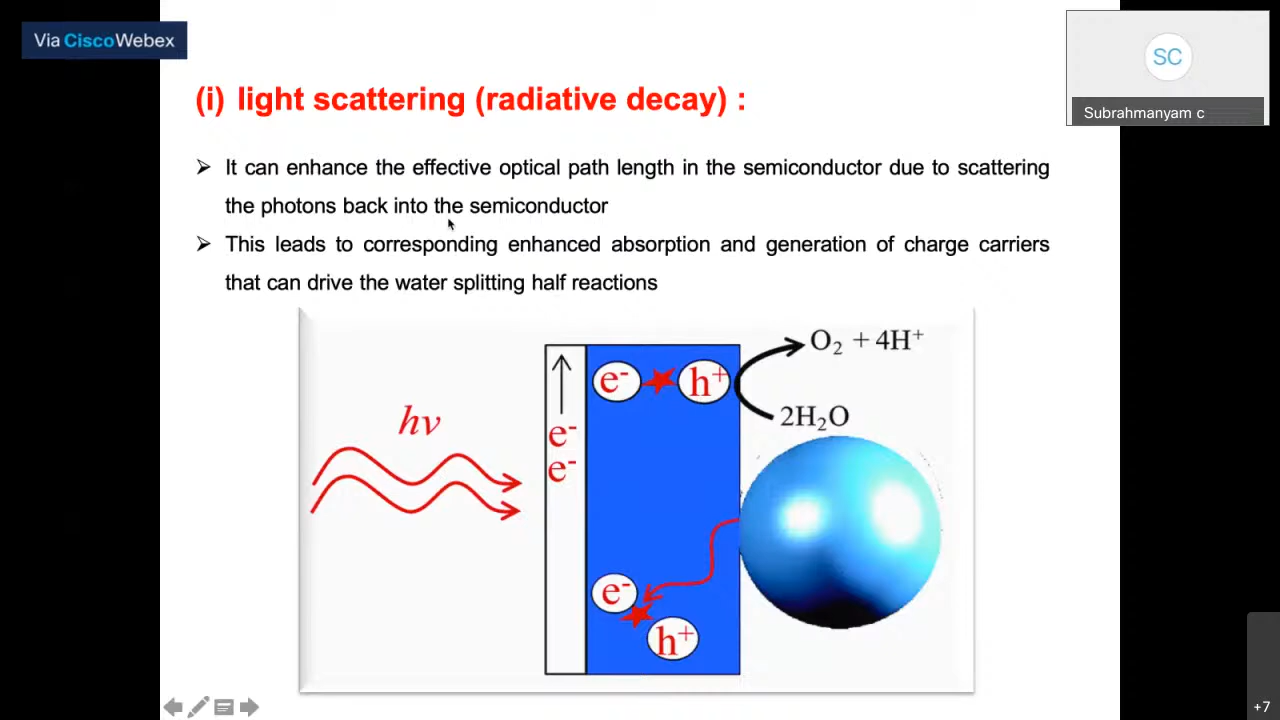 Via CiscoWebex
SC
Subrahmanyam c
(i) light scattering (radiative decay) :
➢ It can enhance the effective optical path length in the semiconductor due to scattering
the photons back into the semiconductor
➢ This leads to corresponding enhanced absorption and generation of charge carriers
that can drive the water splitting half reactions
O₂ + 4H⁺
e⁻ h⁺
hν
2H₂O
e⁻
e⁻
e⁻
h⁺
+7